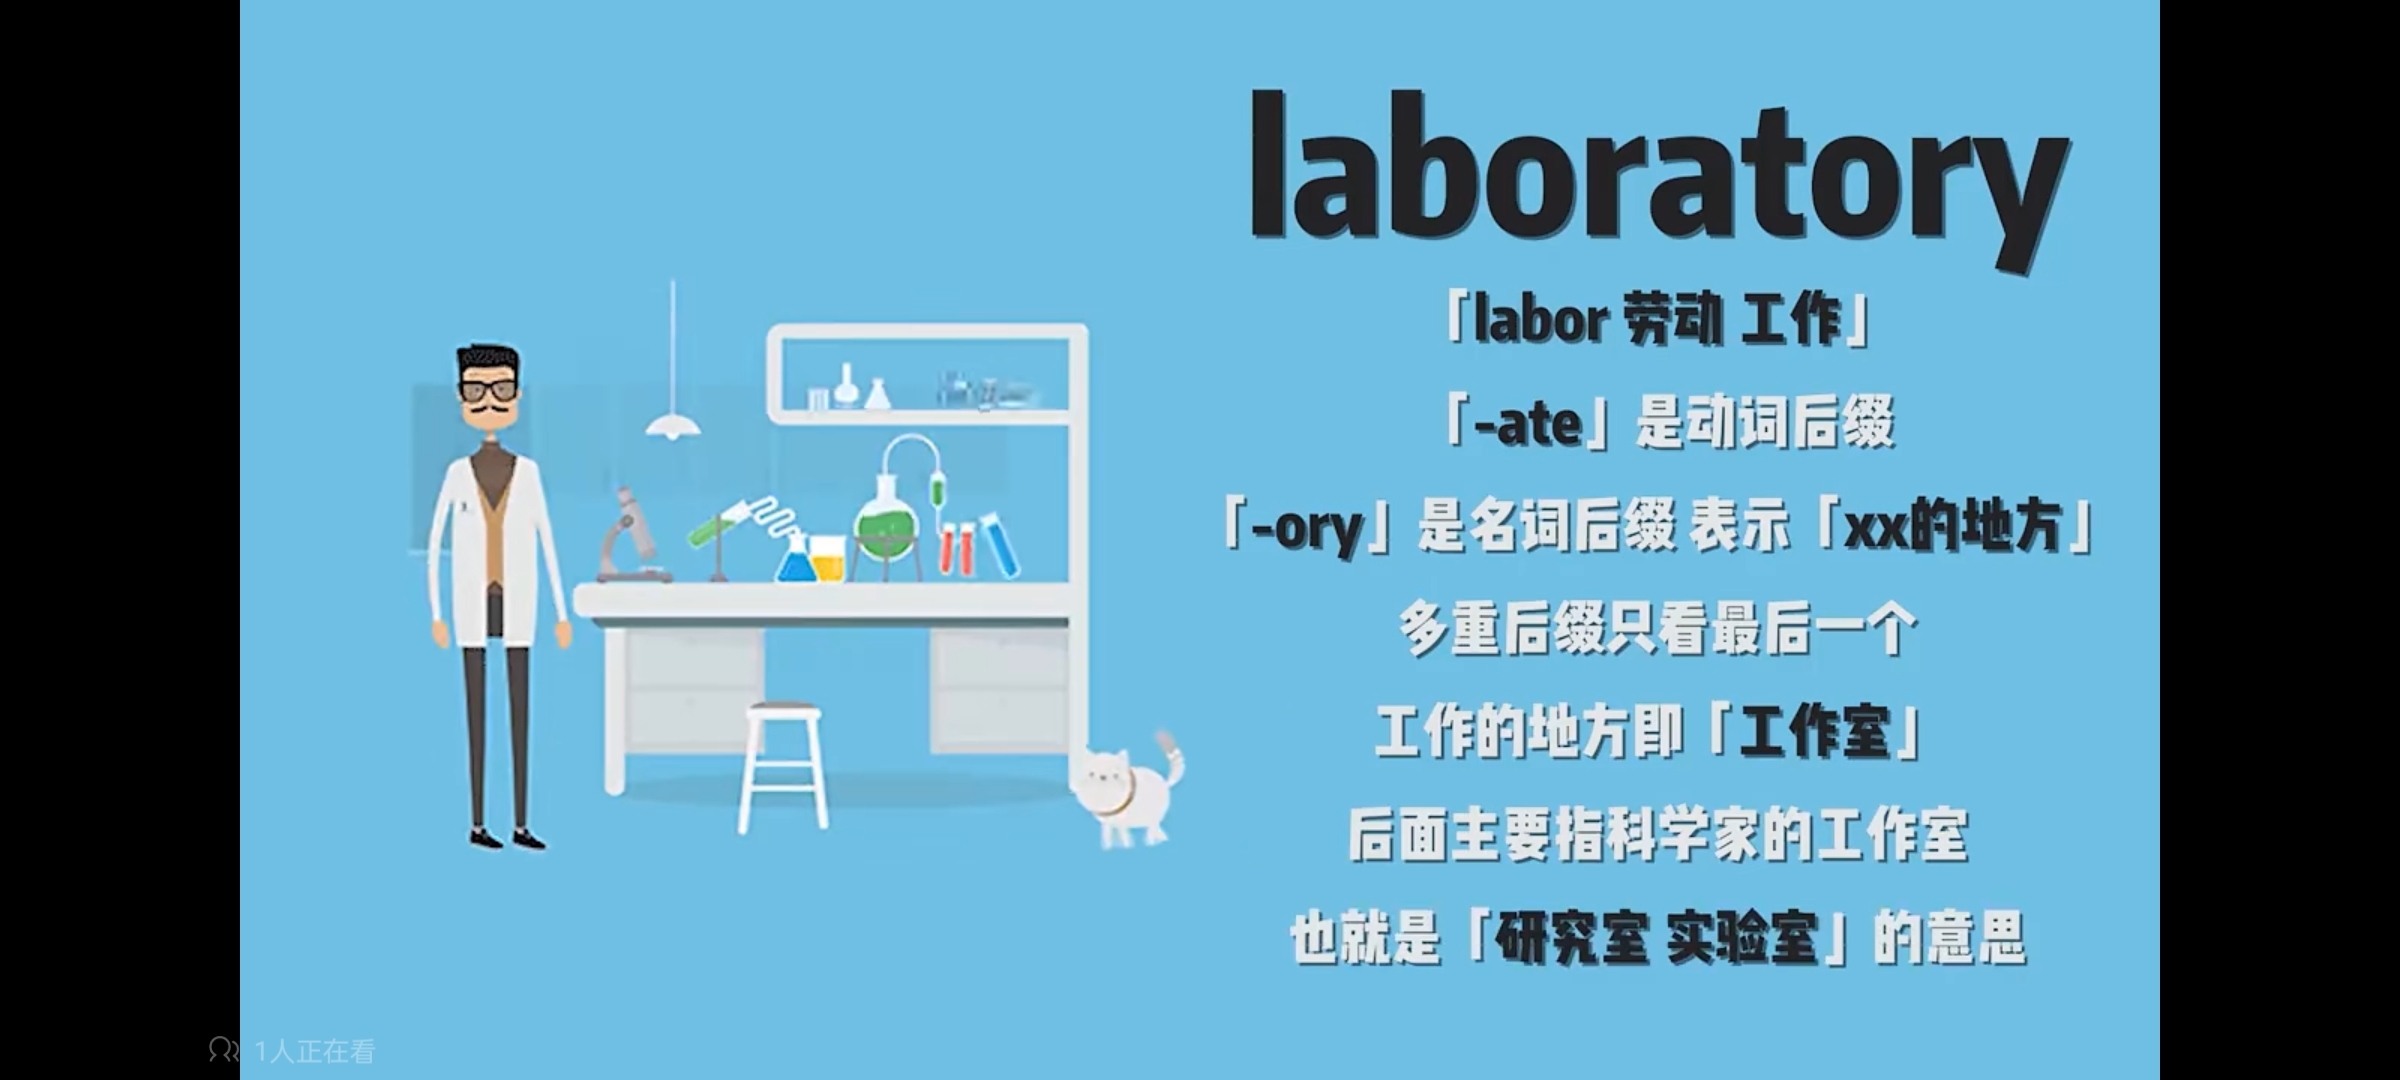 laboratory
「labor 劳动 工作」
「-ate」是动词后缀
「-ory」是名词后缀 表示「xx的地方」
多重后缀只看最后一个
工作的地方即「工作室」
后面主要指科学家的工作室
也就是「研究室 实验室」的意思
1人正在看